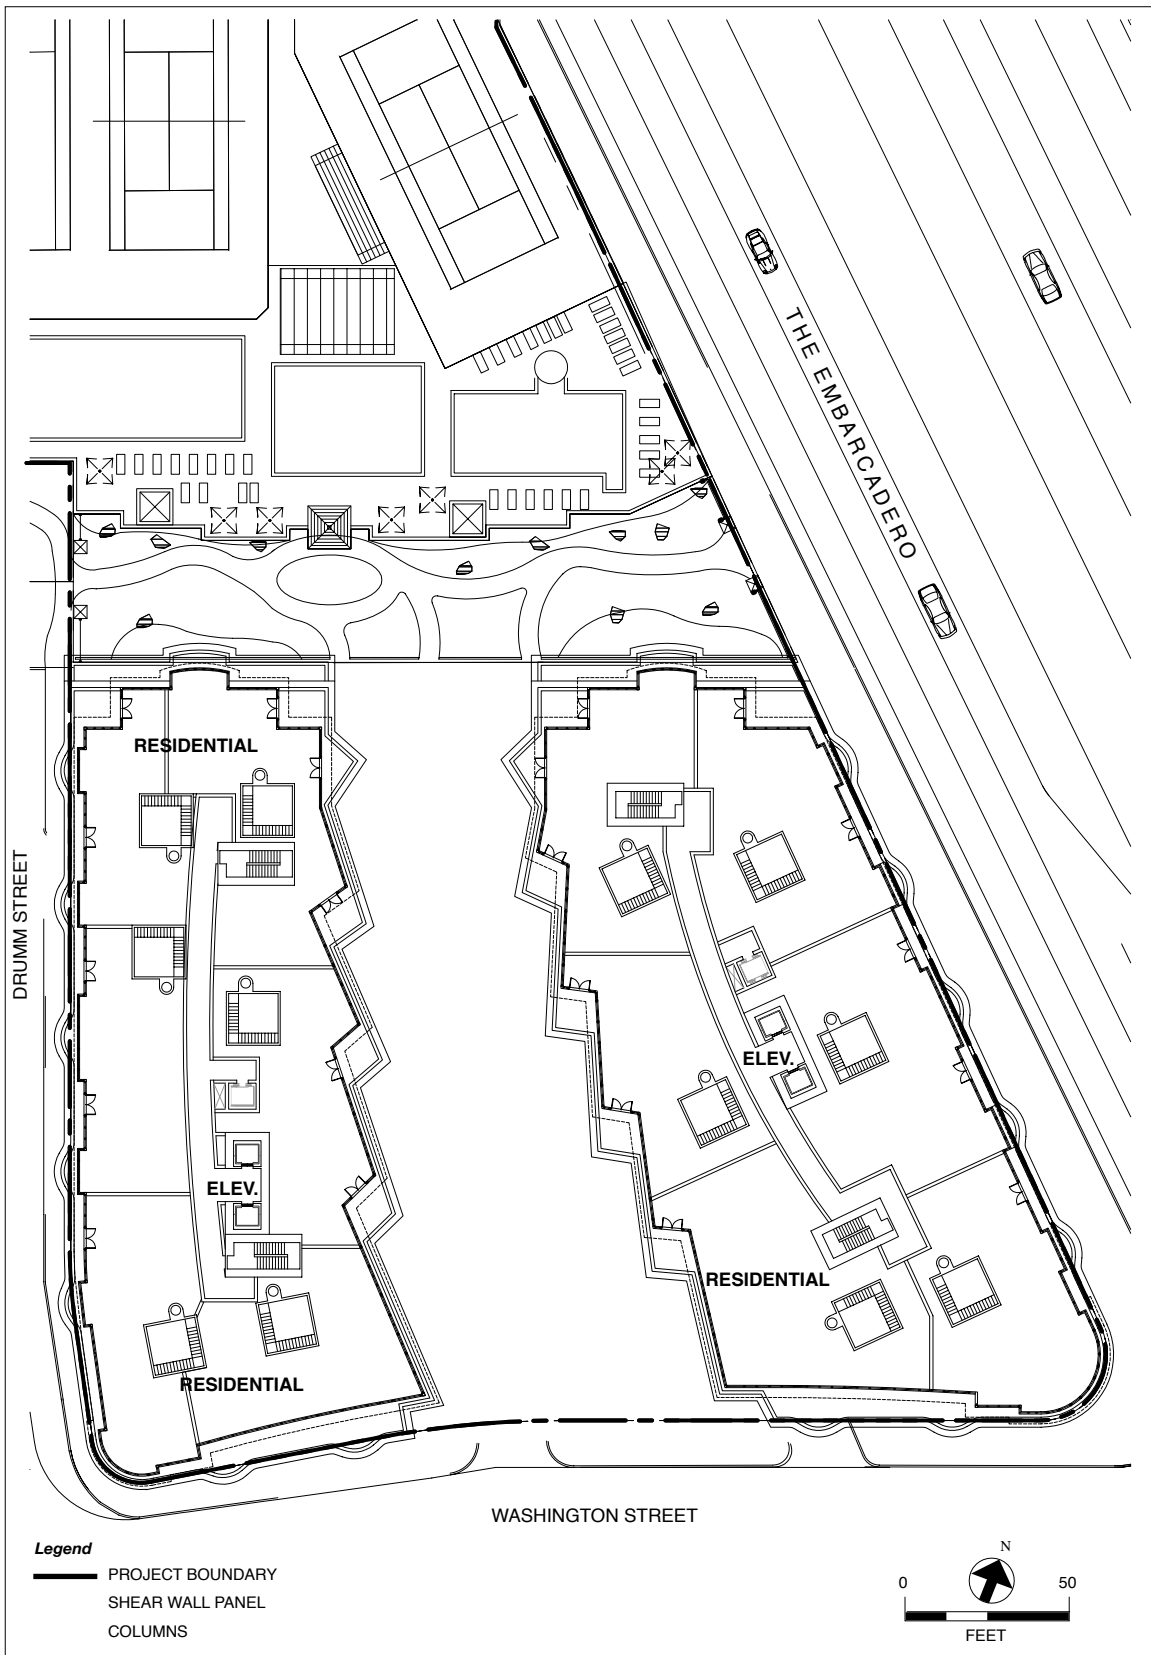 THE EMBARCADERO
RESIDENTIAL
DRUMM STREET
ELEV.
ELEV.
RESIDENTIAL
RESIDENTIAL
WASHINGTON STREET
Legend
PROJECT BOUNDARY
SHEAR WALL PANEL
COLUMNS
N
0 50
FEET